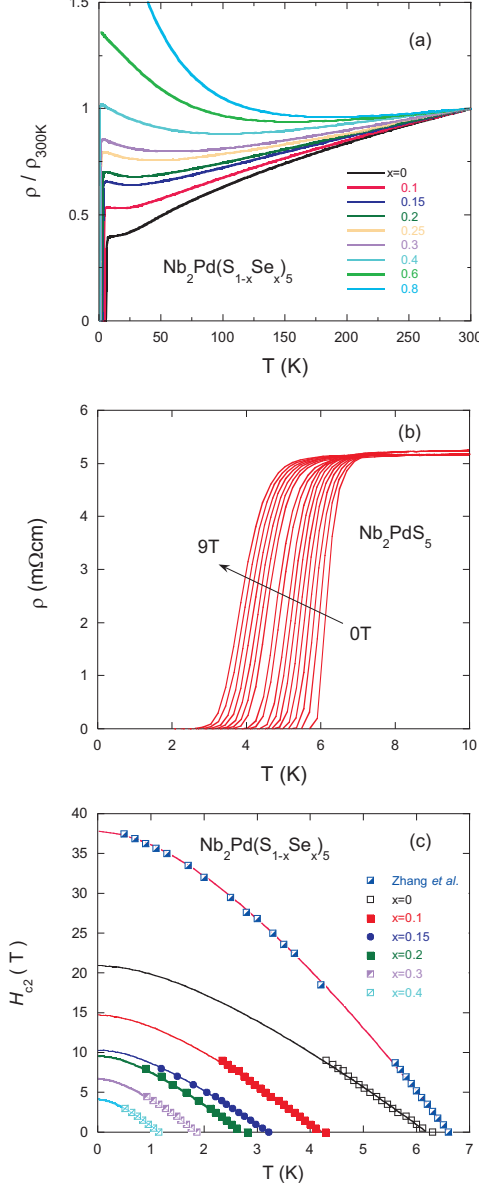 1.5
(a)
1
ρ / ρ300K
x=0
0.1
0.15
0.2
0.25
0.3
0.4
0.6
0.8
0.5
Nb2Pd(S1-xSex)5
0
0 50 100 150 200 250 300
T (K)
6
(b)
5
Nb2PdS5
4
9T
ρ (mΩcm)
3
2
0T
1
0
0 2 4 6 8 10
T (K)
40
Nb2Pd(S1-xSex)5
(c)
35
Zhang et al.
30
x=0
x=0.1
25
x=0.15
Hc2 ( T )
x=0.2
20
x=0.3
x=0.4
15
10
5
0
0 1 2 3 4 5 6 7
T (K)